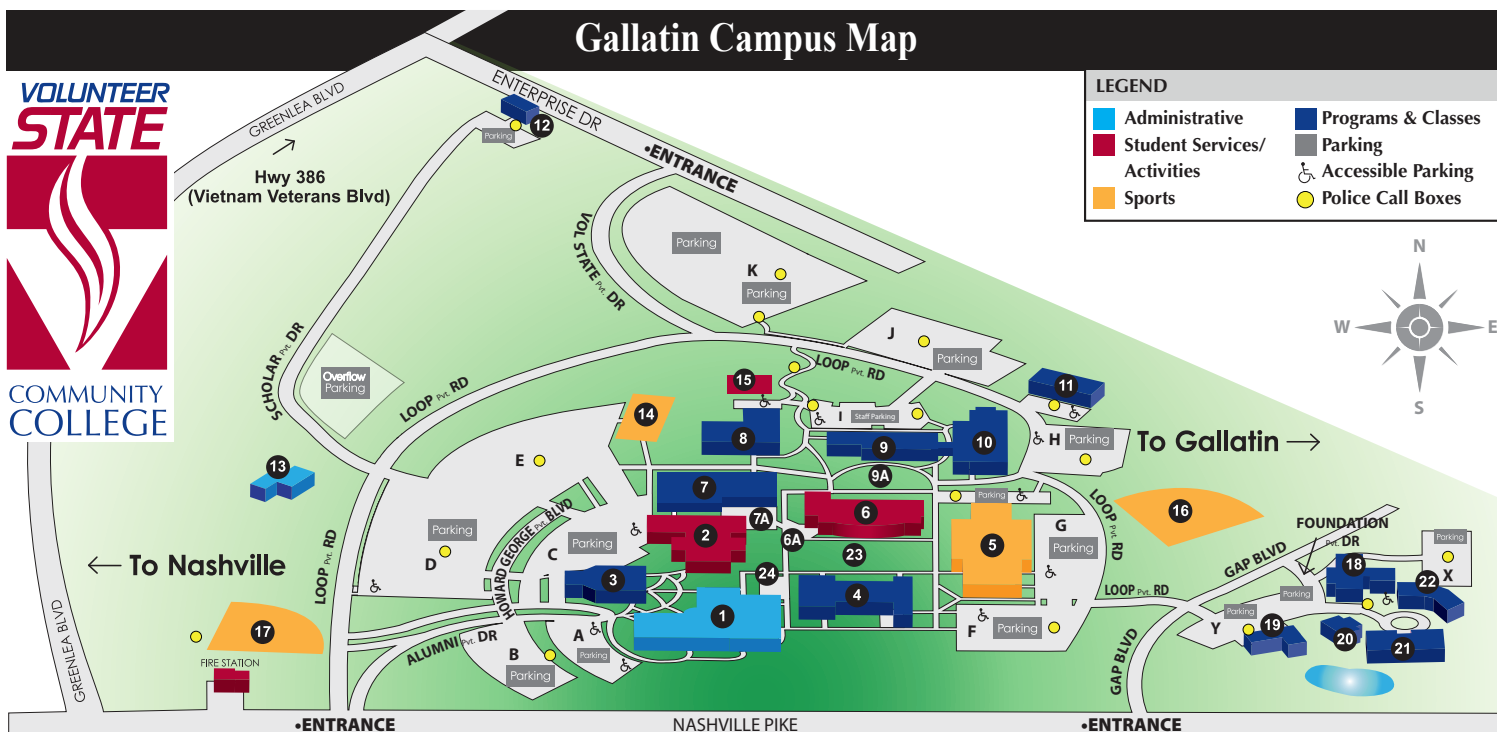 Gallatin Campus Map
VOLUNTEER
STATE
COMMUNITY
COLLEGE
LEGEND
Administrative
Student Services/
Activities
Sports
Programs & Classes
Parking
Accessible Parking
Police Call Boxes
N
W
E
S
GREENLEA BLVD
Hwy 386
(Vietnam Veterans Blvd)
ENTERPRISE DR
12
Parking
•ENTRANCE
VOL STATE Pvt. DR
Parking
K
Parking
J
Parking
SCHOLAR Pvt. DR
Overflow
Parking
LOOP Pvt. RD
LOOP Pvt. RD
15
14
I
Staff Parking
11
8
9
10
H
Parking
To Gallatin
13
E
7
9A
Parking
16
6
7A
6A
5
G
Parking
LOOP Pvt. RD
FOUNDATION
Pvt. DR
Parking
X
To Nashville
Parking
D
HOWARD GEORGE Pvt. BLVD
Parking
C
2
23
24
3
4
1
GAP BLVD
18
22
LOOP Pvt. RD
Parking
Parking
Y
19
20
21
LOOP Pvt. RD
17
ALUMNI Pvt. DR
A
Parking
B
Parking
F
Parking
GAP BLVD
GREENLEA BLVD
FIRE STATION
•ENTRANCE
NASHVILLE PIKE
•ENTRANCE